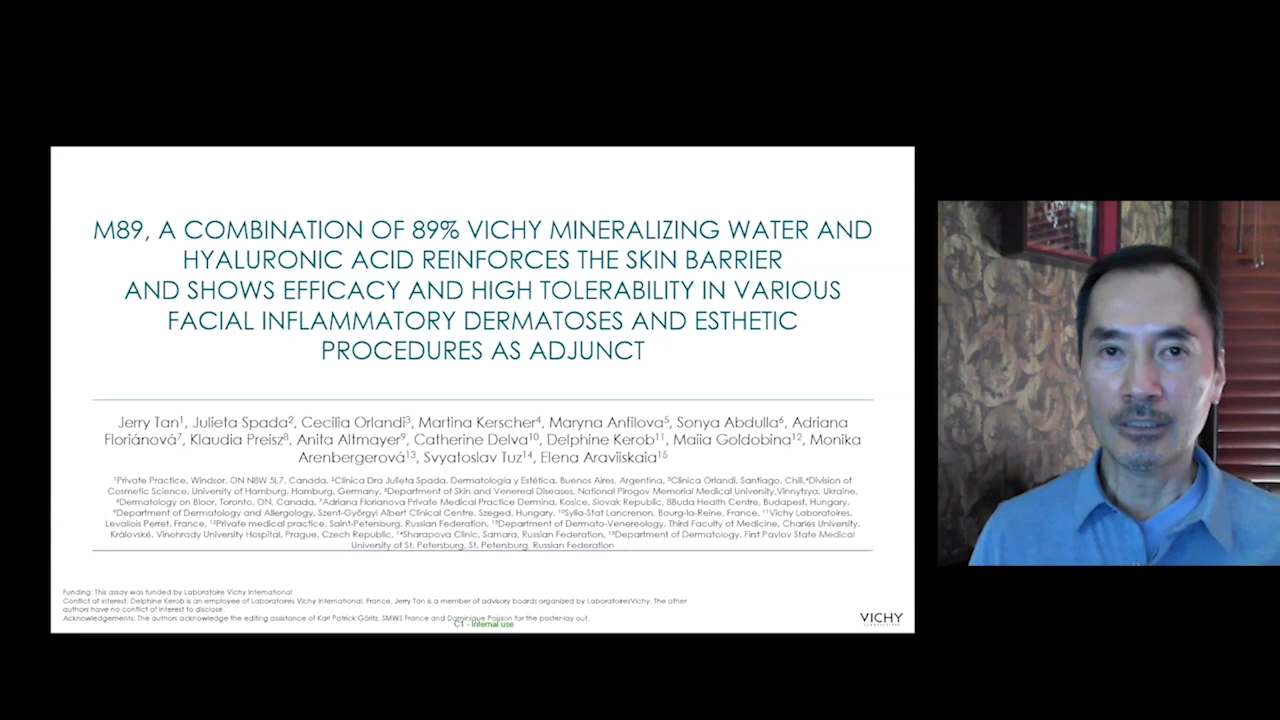 M89, A COMBINATION OF 89% VICHY MINERALIZING WATER AND
HYALURONIC ACID REINFORCES THE SKIN BARRIER
AND SHOWS EFFICACY AND HIGH TOLERABILITY IN VARIOUS
FACIAL INFLAMMATORY DERMATOSES AND ESTHETIC
PROCEDURES AS ADJUNCT
Jerry Tan¹, Julieta Spada², Cecilia Orlandi³, Martina Kerscher⁴, Maryna Anfilova⁵, Sonya Abdulla⁶, Adriana
Floriánová⁷, Klaudia Preisz⁸, Anita Altmayer⁹, Catherine Delva¹⁰, Delphine Kerob¹¹, Maiia Goldobina¹², Monika
Arenbergerová¹³, Svyatoslav Tuz¹⁴, Elena Araviiskaia¹⁵
¹Private Practice, Windsor, ON N8W 5L7, Canada, ²Clínica Dra Julieta Spada, Dermatología y Estética, Buenos Aires, Argentina, ³Clinica Orlandi, Santiago, Chili,⁴Division of
Cosmetic Science, University of Hamburg, Hamburg, Germany, ⁵Department of Skin and Venereal Diseases, National Pirogov Memorial Medical University,Vinnytsya, Ukraine,
⁶Dermatology on Bloor, Toronto, ON, Canada, ⁷Adriana Florianova Private Medical Practice Dermina, Kosice, Slovak Republic, 8Buda Health Centre, Budapest, Hungary,
⁹Department of Dermatology and Allergology, Szent-Györgyi Albert Clinical Centre, Szeged, Hungary, ¹⁰Sylia-Stat Lancrenon, Bourg-la-Reine, France, ¹¹Vichy Laboratoires,
Levallois Perret, France, ¹²Private medical practice, Saint-Petersburg, Russian Federation, ¹³Department of Dermato-Venereology, Third Faculty of Medicine, Charles University,
Královské, Vinohrady University Hospital, Prague, Czech Republic, ¹⁴Sharapova Clinic, Samara, Russian Federation, ¹⁵Department of Dermatology, First Pavlov State Medical
University of St. Petersburg, St. Petersburg, Russian Federation
Funding: This assay was funded by Laboratoire Vichy International
Conflict of interest: Delphine Kerob is an employee of Laboratoires Vichy International, France. Jerry Tan is a member of advisory boards organized by LaboratoiresVichy. The other
authors have no conflict of interest to disclose.
Acknowledgements: The authors acknowledge the editing assistance of Karl Patrick Göritz, SMWS France and Dominique Poisson for the poster-lay out.
C1 - Internal use
VICHY
LABORATOIRES